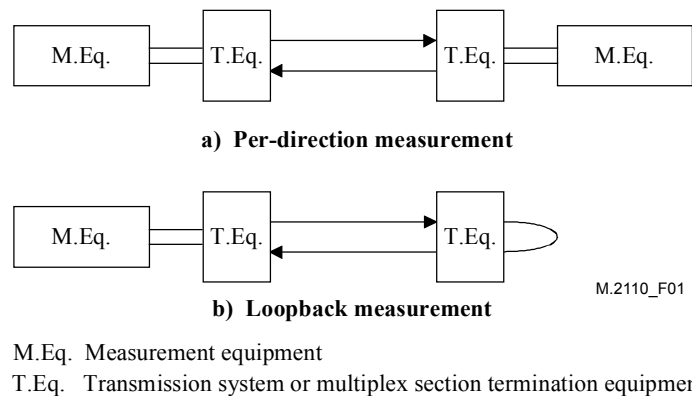 M.Eq. T.Eq. T.Eq. M.Eq.
a) Per-direction measurement
M.Eq. T.Eq. T.Eq.
M.2110_F01
b) Loopback measurement
M.Eq. Measurement equipment
T.Eq. Transmission system or multiplex section termination equipmen